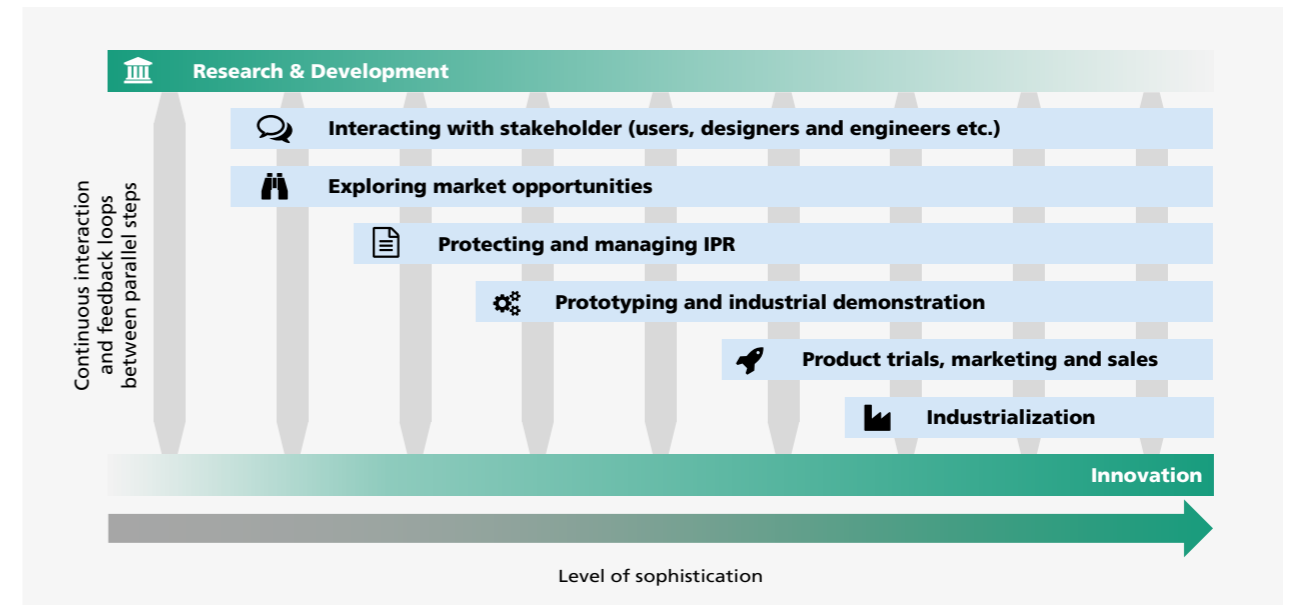 Research & Development
Interacting with stakeholder (users, designers and engineers etc.)
Exploring market opportunities
Protecting and managing IPR
Prototyping and industrial demonstration
Product trials, marketing and sales
Industrialization
Continuous interaction
and feedback loops
between parallel steps
Innovation
Level of sophistication